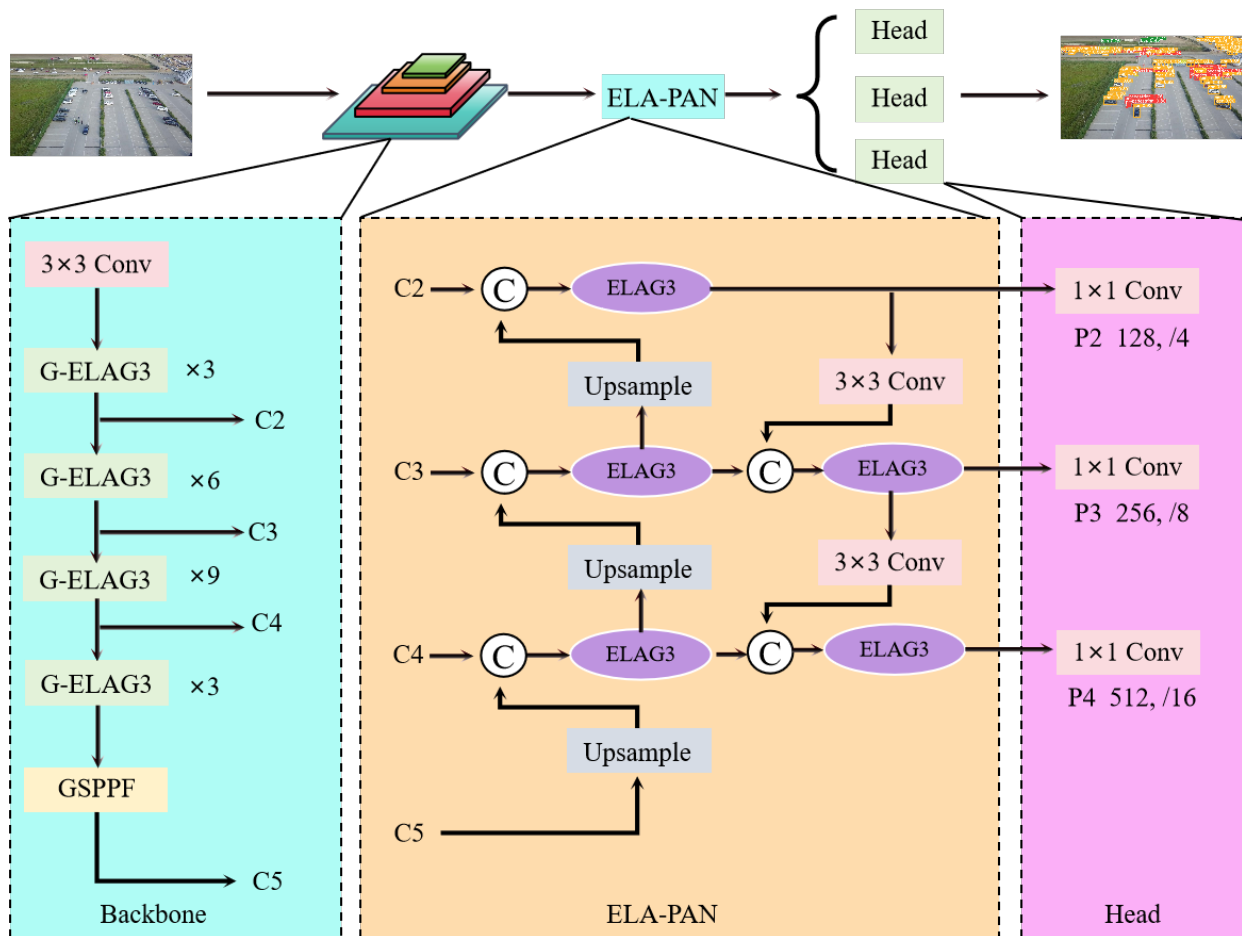 Head
ELA-PAN
Head
Head
3×3 Conv
G-ELAG3 ×3
C2
G-ELAG3 ×6
C3
G-ELAG3 ×9
C4
G-ELAG3 ×3
GSPPF
C5
Backbone
C2 C ELAG3
Upsample
3×3 Conv
C3 C ELAG3 C ELAG3
Upsample
3×3 Conv
C4 C ELAG3 C ELAG3
Upsample
C5
ELA-PAN
1×1 Conv
P2 128, /4
1×1 Conv
P3 256, /8
1×1 Conv
P4 512, /16
Head